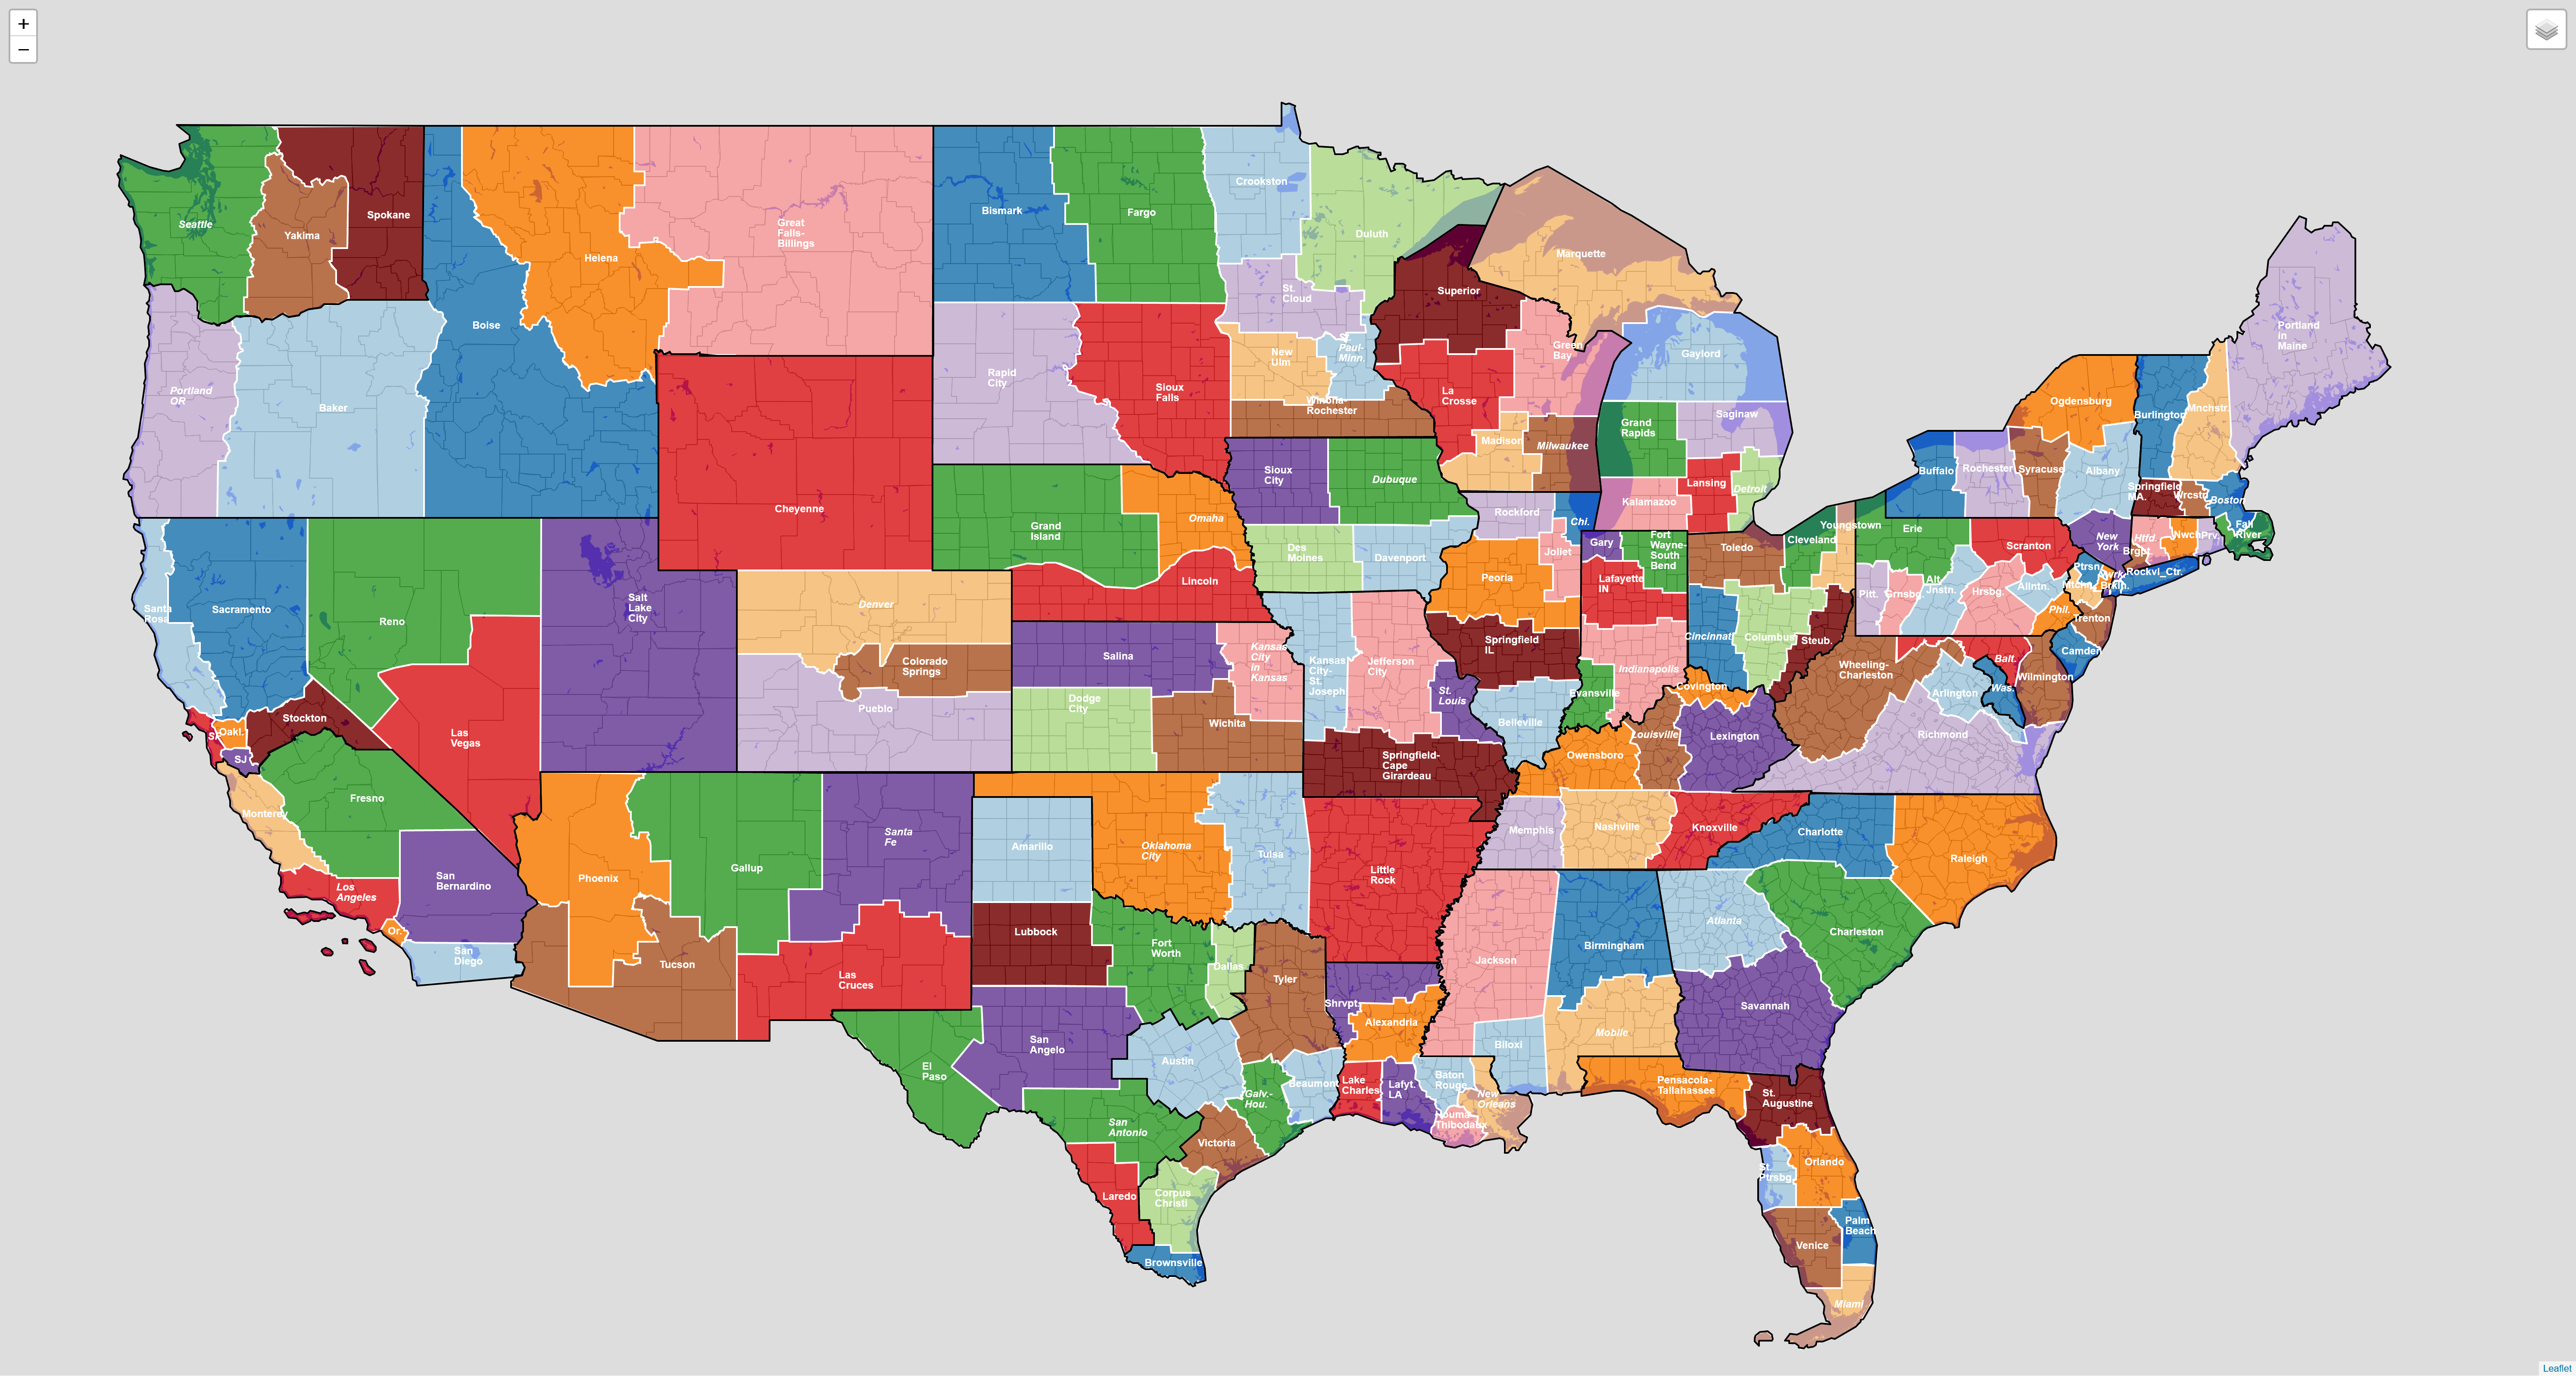 +
−
Seattle
Yakima
Spokane
Helena
Great
Falls-
Billings
Bismark
Fargo
Crookston
Duluth
Marquette
St.
Cloud
Superior
Boise
Portland
OR
Baker
Rapid
City
Sioux
Falls
New
Ulm
Paul-
Minn.
Green
Bay
Gaylord
La
Crosse
Rochester
Portland
in
Maine
Ogdensburg
Burlington
Mnchstr.
Grand
Rapids
Saginaw
Madison
Milwaukee
Cheyenne
Sioux
City
Dubuque
Lansing
Detroit
Kalamazoo
Buffalo
Rochester
Syracuse
Albany
Springfield
MA.
Wrcstr.
Boston
Grand
Island
Omaha
Rockford
Chi.
Des
Moines
Davenport
Joliet
Gary
Fort
Wayne-
South
Bend
Toledo
Cleveland
Youngstown
Erie
Scranton
New
York
Htfd.
Nwch
Prv.
Fall
River
Brgpt.
Lincoln
Peoria
Lafayette
IN
Pitt.
Grnsbg.
Alt.
Jnstn.
Hrsbg.
Allntn.
Ptrsn.
Rockvl_Ctr.
Phil.
Trenton
Santa
Rosa
Sacramento
Reno
Salt
Lake
City
Denver
Colorado
Springs
Pueblo
Salina
Kansas
City
in
Kansas
Kansas
City-
St.
Joseph
Jefferson
City
St.
Louis
Springfield
IL
Belleville
Evansville
Indianapolis
Cincinnati
Columbus
Steub.
Wheeling-
Charleston
Balt.
Camden
Wilmington
Arlington
Was.
Covington
Dodge
City
Wichita
Stockton
Oakl.
SF
SJ
Las
Vegas
Fresno
Monterey
Springfield-
Cape
Girardeau
Owensboro
Louisville
Lexington
Richmond
Los
Angeles
San
Bernardino
Or.
San
Diego
Phoenix
Gallup
Santa
Fe
Amarillo
Oklahoma
City
Tulsa
Little
Rock
Memphis
Nashville
Knoxville
Charlotte
Raleigh
Tucson
Las
Cruces
Lubbock
Fort
Worth
Dallas
Tyler
Jackson
Birmingham
Atlanta
Charleston
Shrvpt.
Alexandria
Savannah
Mobile
Biloxi
El
Paso
San
Angelo
Austin
Galv.-
Hou.
Beaumont
Lake
Charles
Lafyt.
LA
Baton
Rouge
New
Orleans
Houma
Thibodaux
Pensacola-
Tallahassee
St.
Augustine
San
Antonio
Victoria
Laredo
Corpus
Christi
Brownsville
Orlando
Ptrsbg.
Palm
Beach
Venice
Miami
Leaflet